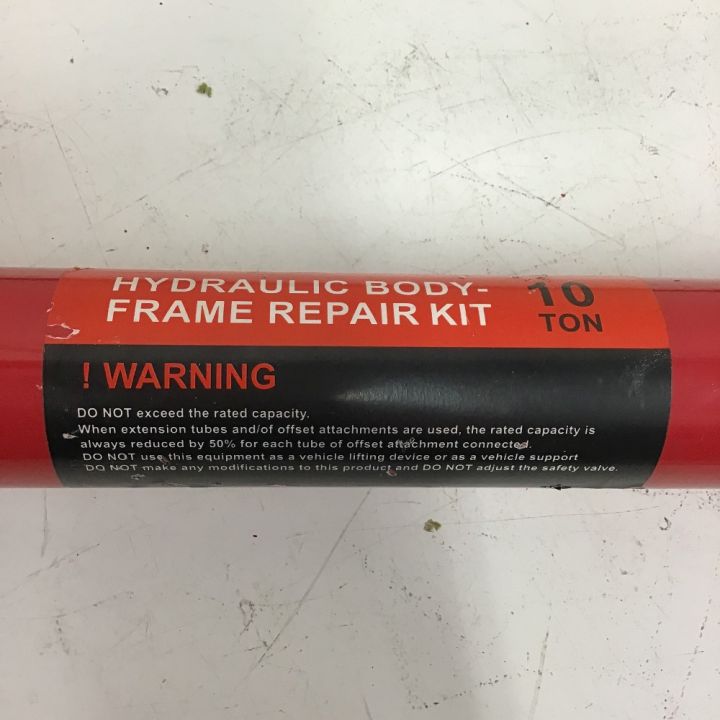 HYDRAULIC BODY-
FRAME REPAIR KIT
10
TON
! WARNING
DO NOT exceed the rated capacity.
When extension tubes and/of offset attachments are used, the rated capacity is
always reduced by 50% for each tube of offset attachment connected.
DO NOT use this equipment as a vehicle lifting device or as a vehicle support
DO NOT make any modifications to this product and DO NOT adjust the safety valve.